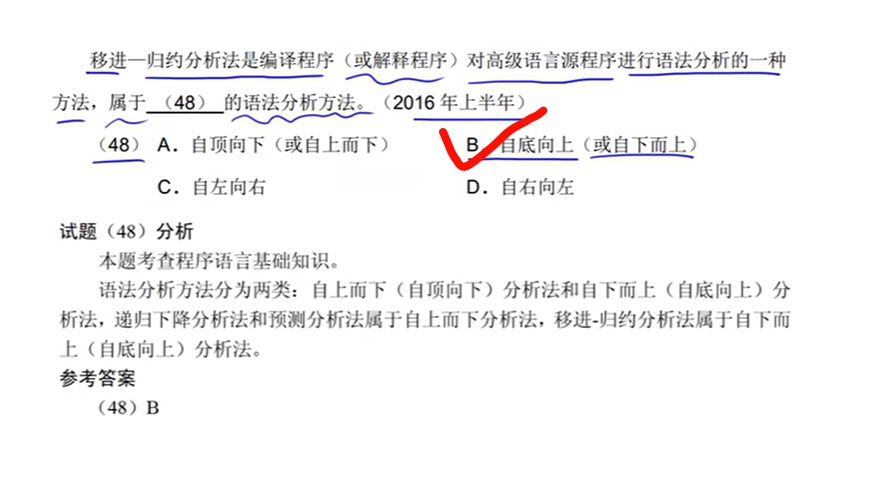 移进—归约分析法是编译程序（或解释程序）对高级语言源程序进行语法分析的一种
方法，属于 （48） 的语法分析方法。（2016 年上半年）
（48） A．自顶向下（或自上而下） B．自底向上（或自下而上）
C．自左向右 D．自右向左
试题（48）分析
本题考查程序语言基础知识。
语法分析方法分为两类：自上而下（自顶向下）分析法和自下而上（自底向上）分
析法，递归下降分析法和预测分析法属于自上而下分析法，移进-归约分析法属于自下而
上（自底向上）分析法。
参考答案
（48）B